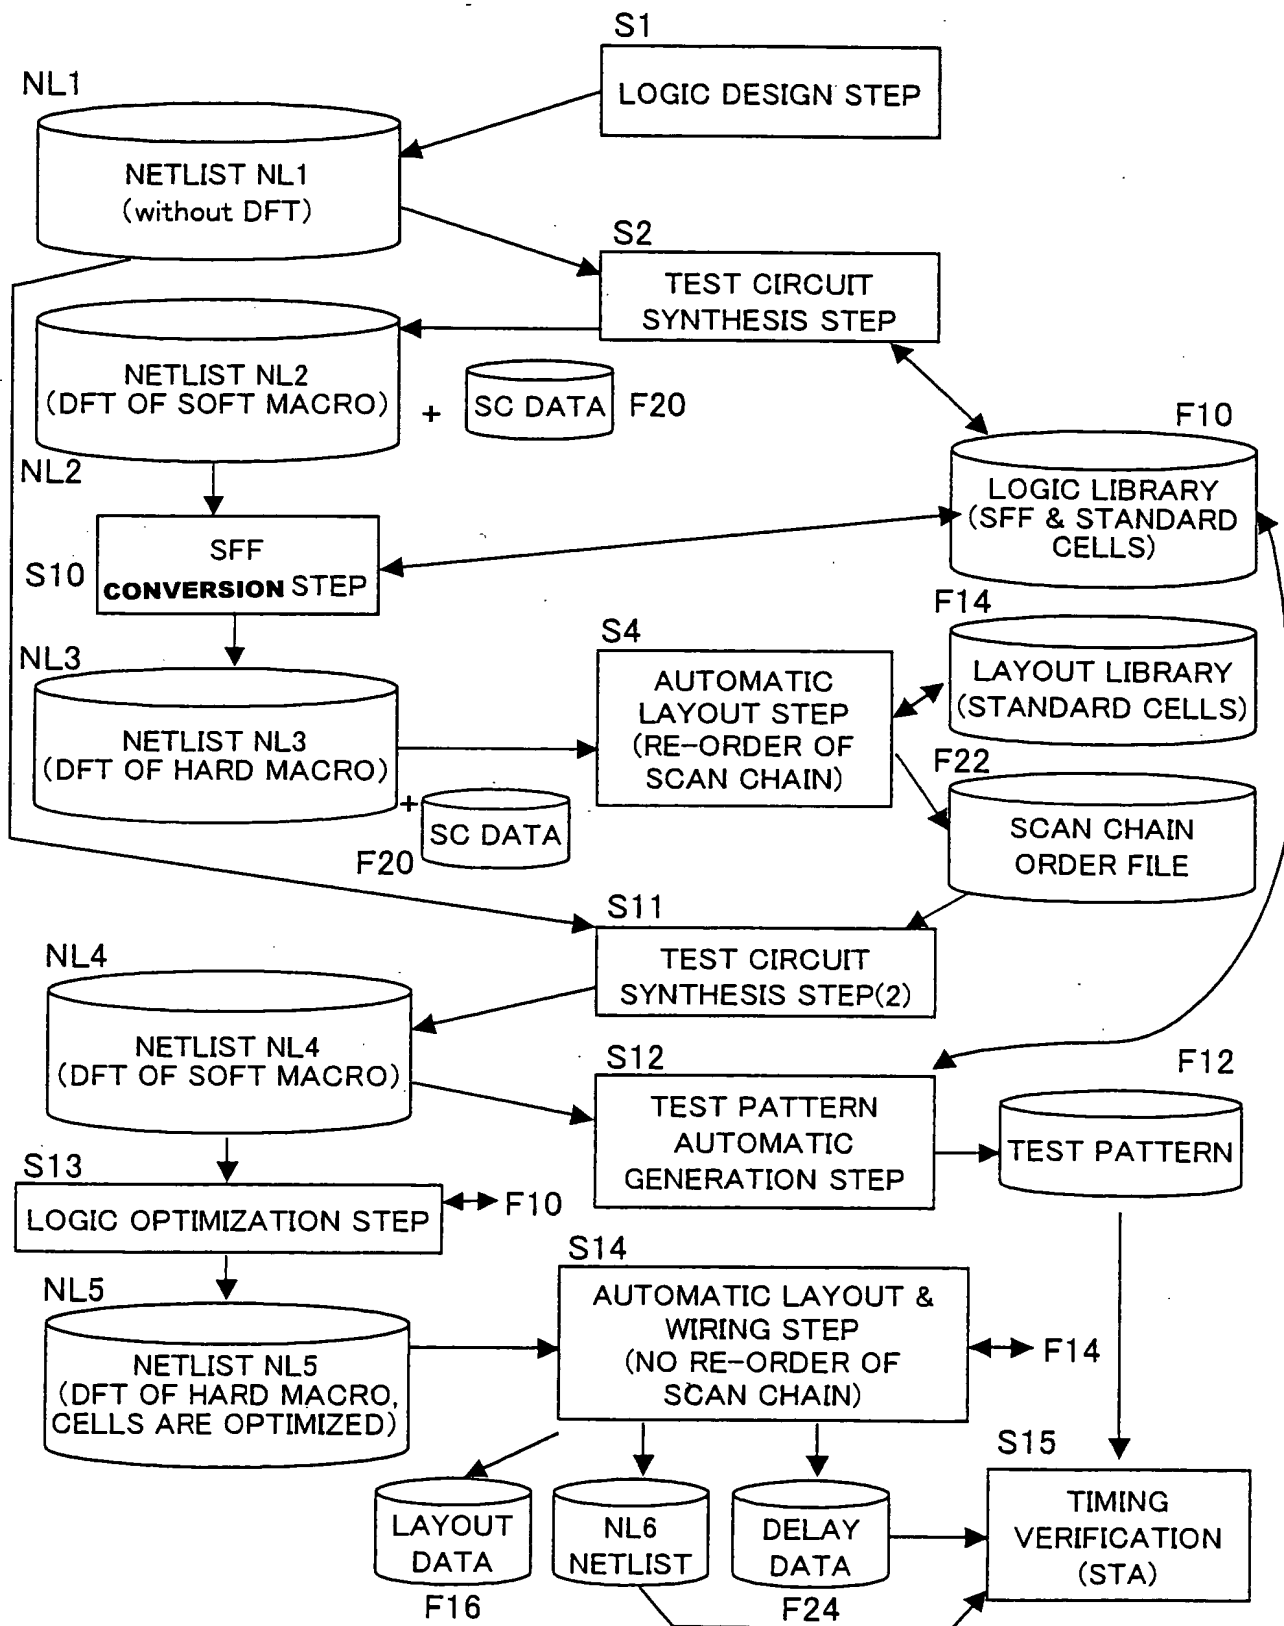 S1
LOGIC DESIGN STEP
NL1
NETLIST NL1
(without DFT)
S2
TEST CIRCUIT
SYNTHESIS STEP
NETLIST NL2
(DFT OF SOFT MACRO)
+
SC DATA
F20
NL2
F10
LOGIC LIBRARY
(SFF & STANDARD
CELLS)
S10
SFF
CONVERSION STEP
F14
LAYOUT LIBRARY
(STANDARD CELLS)
NL3
NETLIST NL3
(DFT OF HARD MACRO)
+
SC DATA
F20
S4
AUTOMATIC
LAYOUT STEP
(RE-ORDER OF
SCAN CHAIN)
F22
SCAN CHAIN
ORDER FILE
S11
TEST CIRCUIT
SYNTHESIS STEP(2)
NL4
NETLIST NL4
(DFT OF SOFT MACRO)
S12
TEST PATTERN
AUTOMATIC
GENERATION STEP
F12
TEST PATTERN
S13
LOGIC OPTIMIZATION STEP
F10
NL5
NETLIST NL5
(DFT OF HARD MACRO,
CELLS ARE OPTIMIZED)
S14
AUTOMATIC LAYOUT &
WIRING STEP
(NO RE-ORDER OF
SCAN CHAIN)
F14
LAYOUT
DATA
F16
NL6
NETLIST
DELAY
DATA
F24
S15
TIMING
VERIFICATION
(STA)